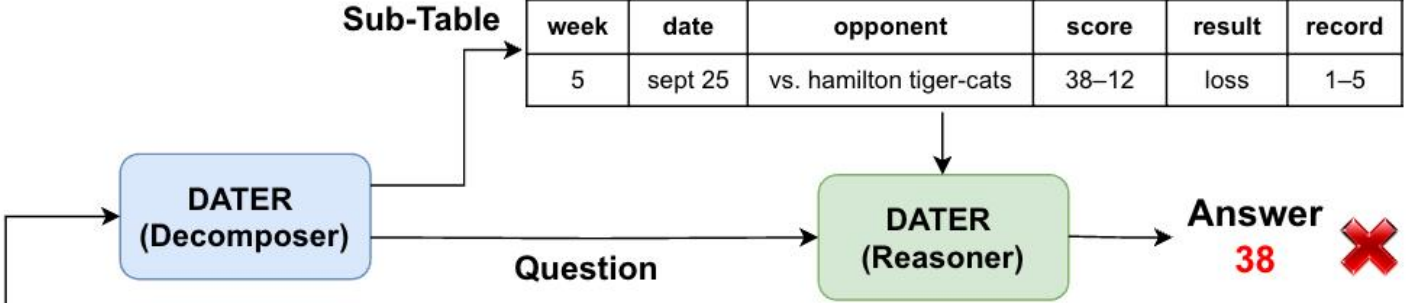 Sub-Table
week date opponent score result record
5 sept 25 vs. hamilton tiger-cats 38–12 loss 1–5
DATER
(Decomposer)
Question
DATER
(Reasoner)
Answer
38